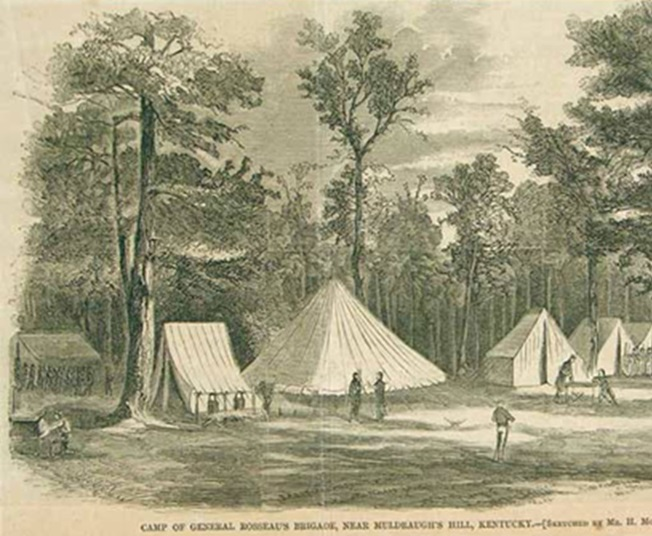 CAMP OF GENERAL ROSSEAU'S BRIGADE, NEAR MULDRAUGH'S HILL, KENTUCKY.—[SKETCHED BY MR. H.